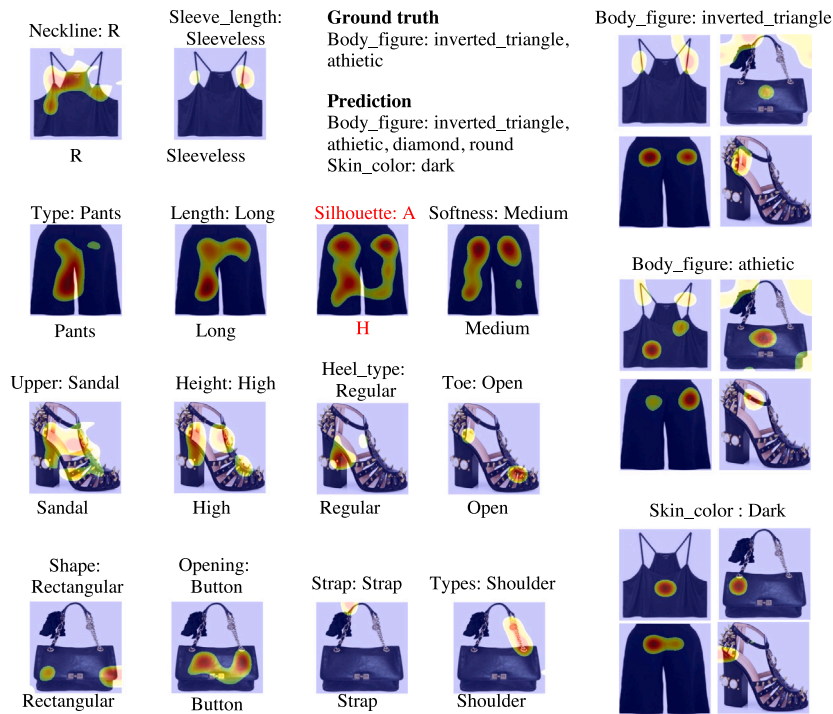 Neckline: R
Sleeve_length:
Sleeveless
R
Sleeveless
Ground truth
Body_figure: inverted_triangle,
athietic
Prediction
Body_figure: inverted_triangle,
athietic, diamond, round
Skin_color: dark
Type: Pants
Length: Long
Silhouette: A
Softness: Medium
Pants
Long
H
Medium
Upper: Sandal
Height: High
Heel_type:
Regular
Toe: Open
Sandal
High
Regular
Open
Shape:
Rectangular
Opening:
Button
Strap: Strap
Types: Shoulder
Rectangular
Button
Strap
Shoulder
Body_figure: inverted_triangle
Body_figure: athietic
Skin_color : Dark